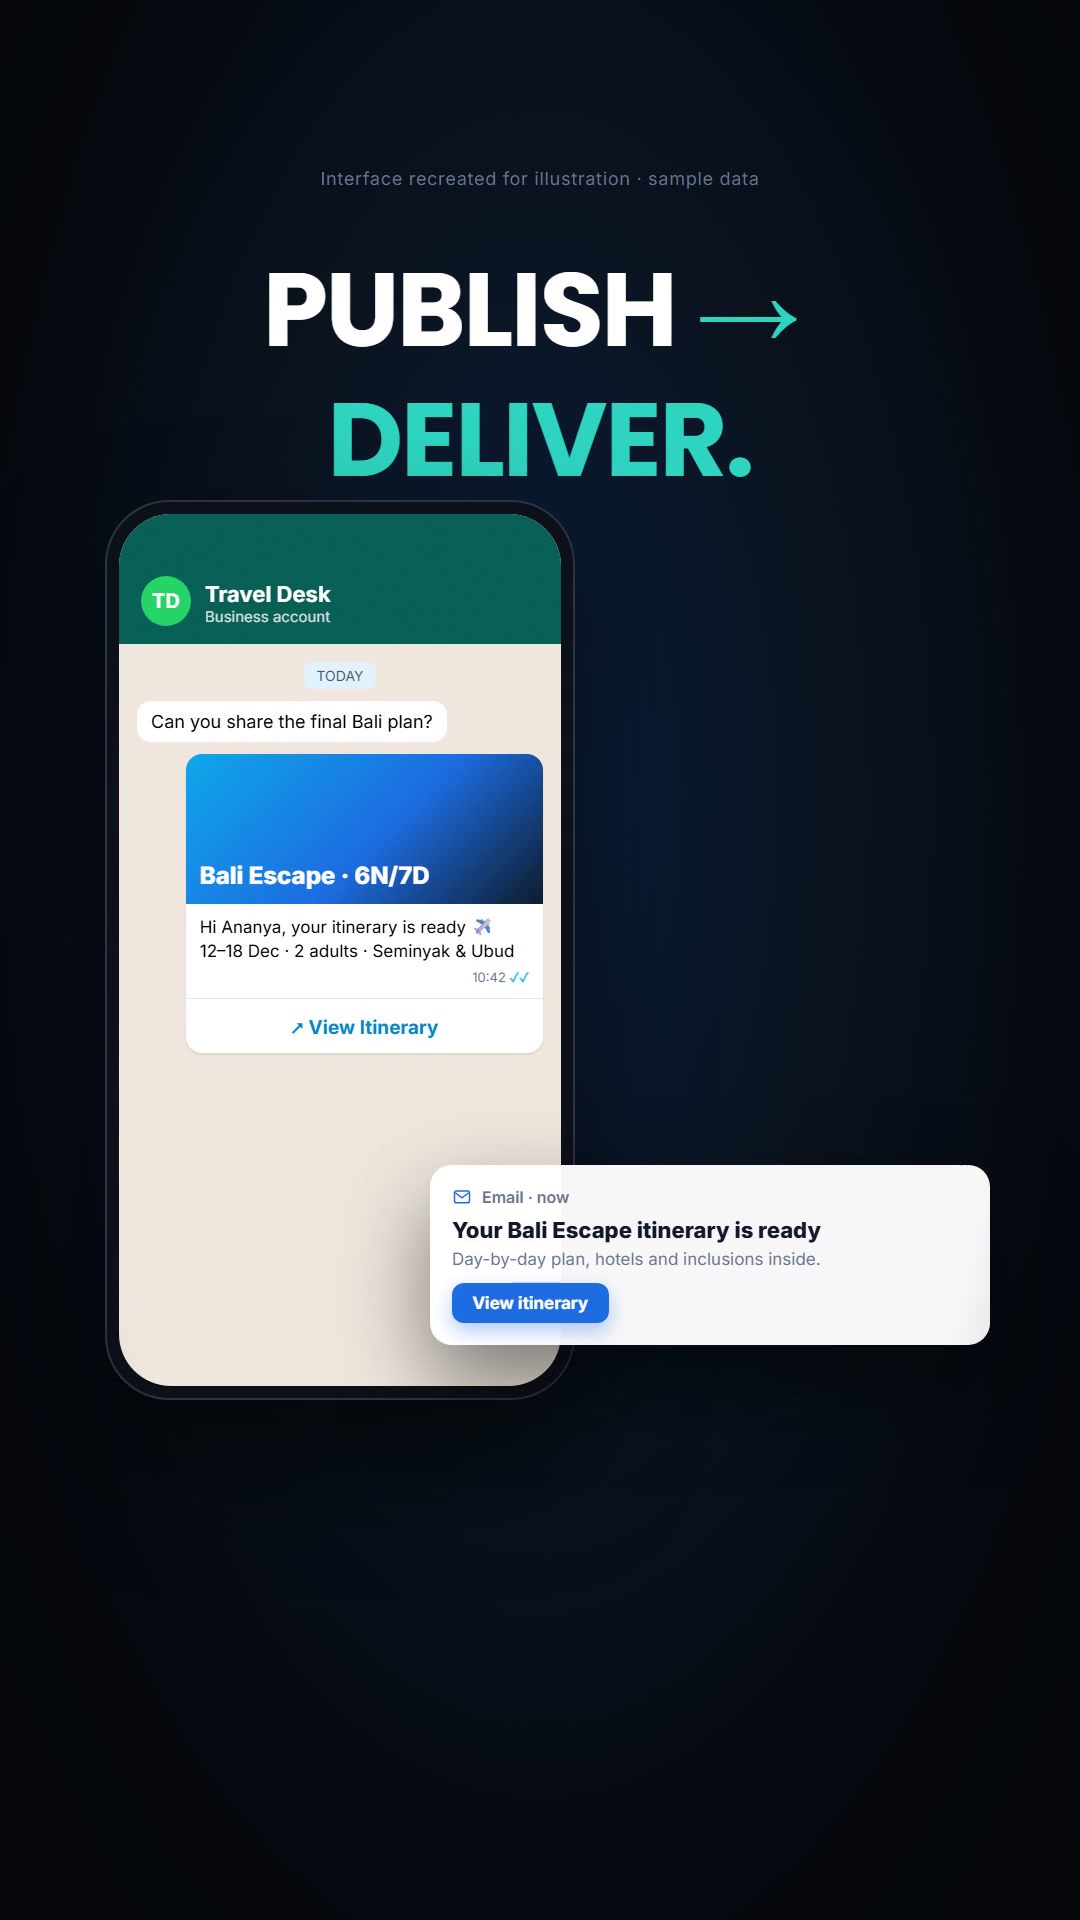 Interface recreated for illustration · sample data
PUBLISH →
DELIVER.
TD
Travel Desk
Business account
TODAY
Can you share the final Bali plan?
Bali Escape · 6N/7D
Hi Ananya, your itinerary is ready ✈️
12–18 Dec · 2 adults · Seminyak & Ubud
10:42 ✓✓
↗ View Itinerary
Email · now
Your Bali Escape itinerary is ready
Day-by-day plan, hotels and inclusions inside.
View itinerary